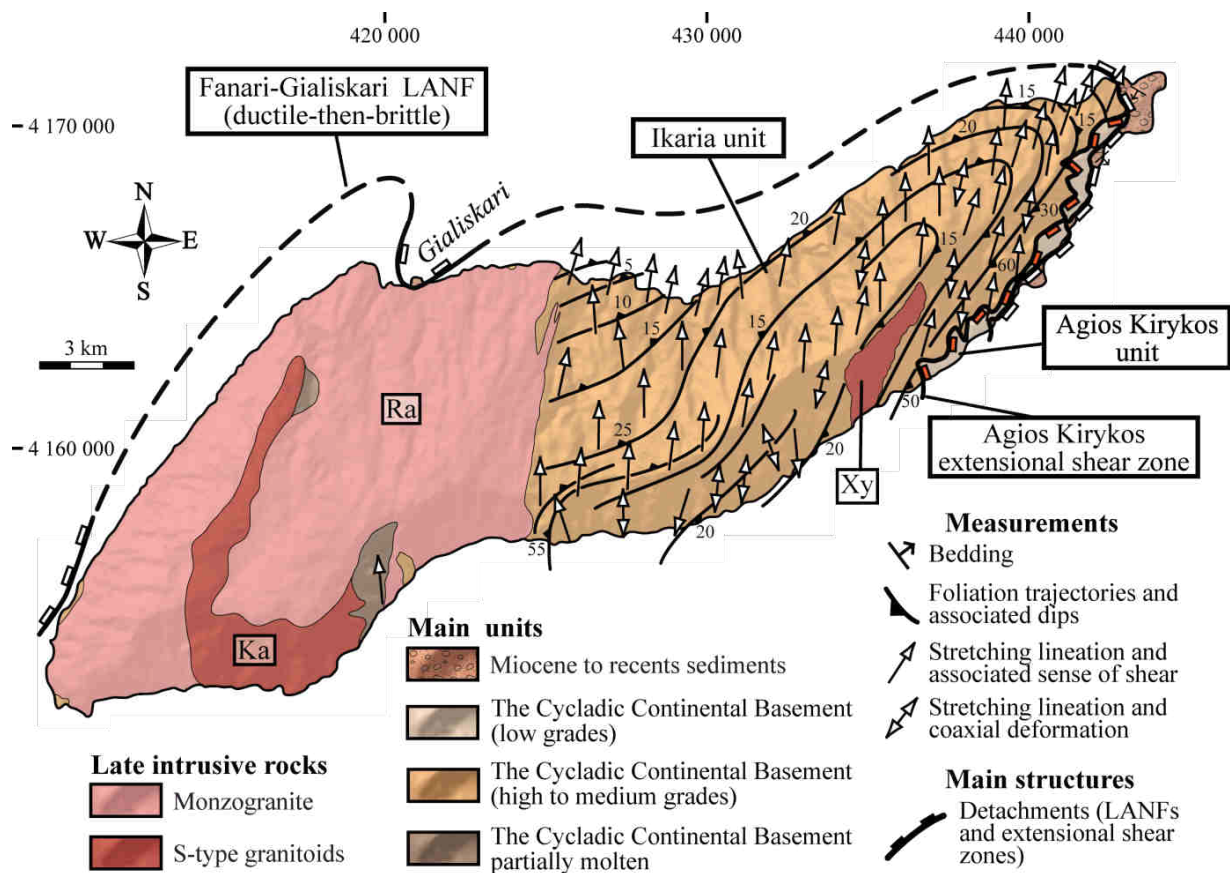 420 000
430 000
440 000
4 170 000
4 160 000
Fanari-Gialiskari LANF
(ductile-then-brittle)
Ikaria unit
Gialiskari
N
W
E
S
3 km
Ra
Ka
Xy
5
10
15
15
25
55
20
15
20
20
20
15
15
15
30
60
50
20
Agios Kirykos
unit
Agios Kirykos
extensional shear zone
Late intrusive rocks
Monzogranite
S-type granitoids
Main units
Miocene to recents sediments
The Cycladic Continental Basement
(low grades)
The Cycladic Continental Basement
(high to medium grades)
The Cycladic Continental Basement
partially molten
Measurements
Bedding
Foliation trajectories and
associated dips
Stretching lineation and
associated sense of shear
Stretching lineation and
coaxial deformation
Main structures
Detachments (LANFs
and extensional shear
zones)